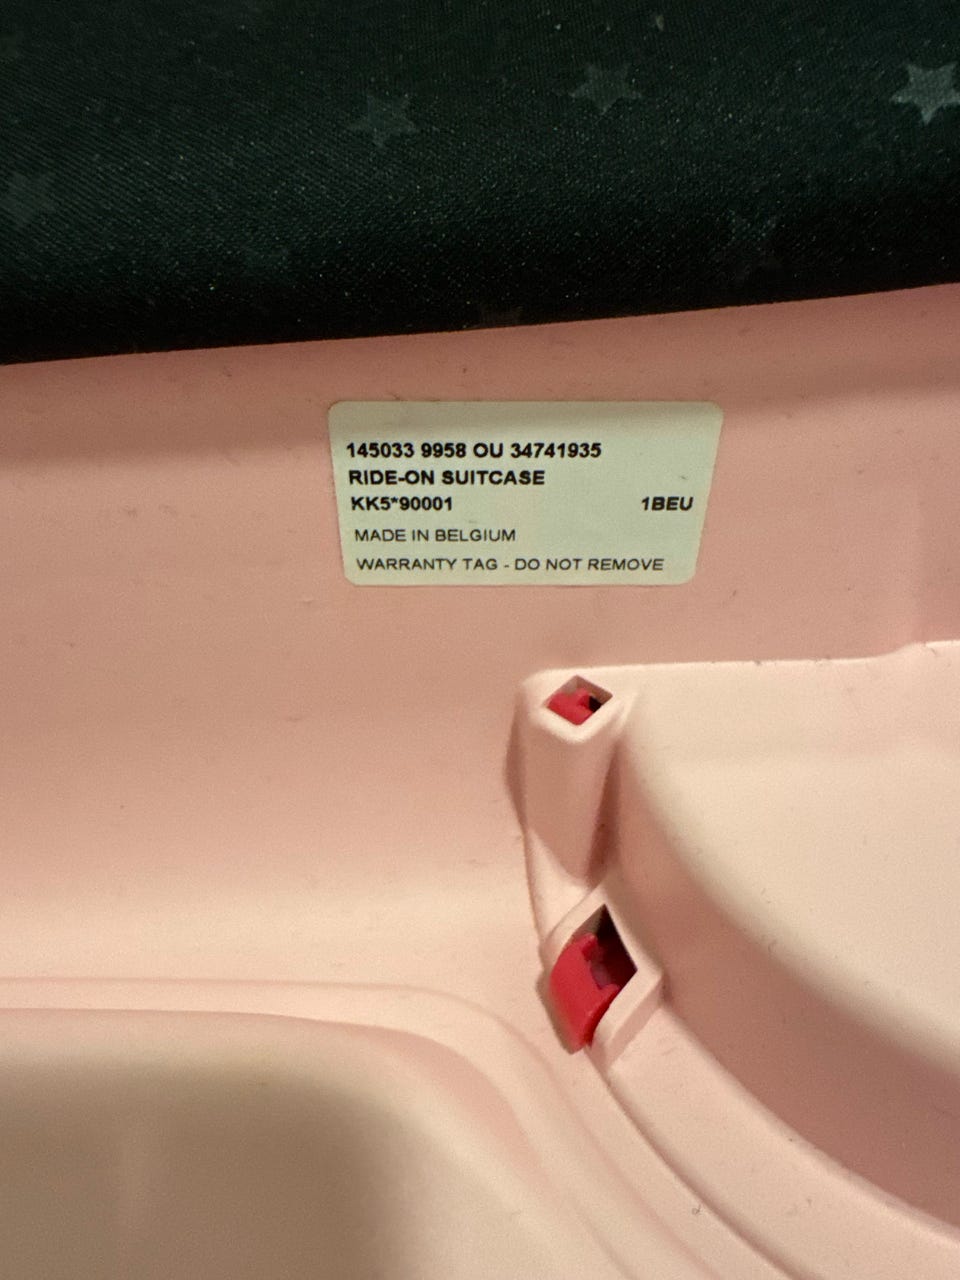 145033 9958 OU 34741935
RIDE-ON SUITCASE
KK5*90001 1BEU
MADE IN BELGIUM
WARRANTY TAG - DO NOT REMOVE